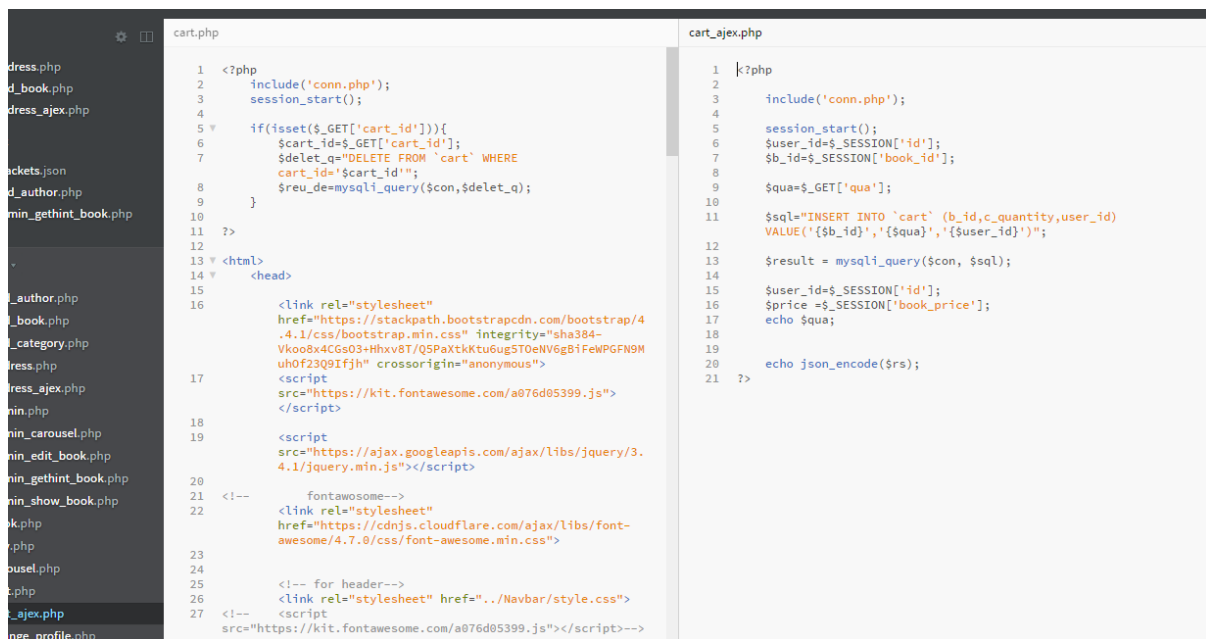 dress.php
d_book.php
dress_ajex.php
ackets.json
d_author.php
min_gethint_book.php
l_author.php
l_book.php
l_category.php
lress.php
lress_ajex.php
nin.php
nin_carousel.php
nin_edit_book.php
nin_gethint_book.php
nin_show_book.php
ok.php
.php
ousel.php
t.php
t_ajex.php
nge_profile.php
cart.php
1 <?php
2 include('conn.php');
3 session_start();
4
5 if(isset($_GET['cart_id'])){
6 $cart_id=$_GET['cart_id'];
7 $delet_q="DELETE FROM `cart` WHERE
cart_id='$cart_id'";
8 $reu_de=mysqli_query($con,$delet_q);
9 }
10
11 ?>
12
13 <html>
14 <head>
15
16 <link rel="stylesheet"
href="https://stackpath.bootstrapcdn.com/bootstrap/4
.4.1/css/bootstrap.min.css" integrity="sha384-
Vkoo8x4CGsO3+Hhxv8T/Q5PaXtkKtu6ug5TOeNV6gBiFeWPGFN9M
uhOf23Q9Ifjh" crossorigin="anonymous">
17 <script
src="https://kit.fontawesome.com/a076d05399.js">
</script>
18
19 <script
src="https://ajax.googleapis.com/ajax/libs/jquery/3.
4.1/jquery.min.js"></script>
20
21 <!-- fontawosome-->
22 <link rel="stylesheet"
href="https://cdnjs.cloudflare.com/ajax/libs/font-
awesome/4.7.0/css/font-awesome.min.css">
23
24
25 <!-- for header-->
26 <link rel="stylesheet" href="../Navbar/style.css">
27 <!-- <script
src="https://kit.fontawesome.com/a076d05399.js"></script>-->
cart_ajex.php
1 <?php
2
3 include('conn.php');
4
5 session_start();
6 $user_id=$_SESSION['id'];
7 $b_id=$_SESSION['book_id'];
8
9 $qua=$_GET['qua'];
10
11 $sql="INSERT INTO `cart` (b_id,c_quantity,user_id)
VALUE('{$b_id}','{$qua}','{$user_id}')";
12
13 $result = mysqli_query($con, $sql);
14
15 $user_id=$_SESSION['id'];
16 $price =$_SESSION['book_price'];
17 echo $qua;
18
19
20 echo json_encode($rs);
21 ?>